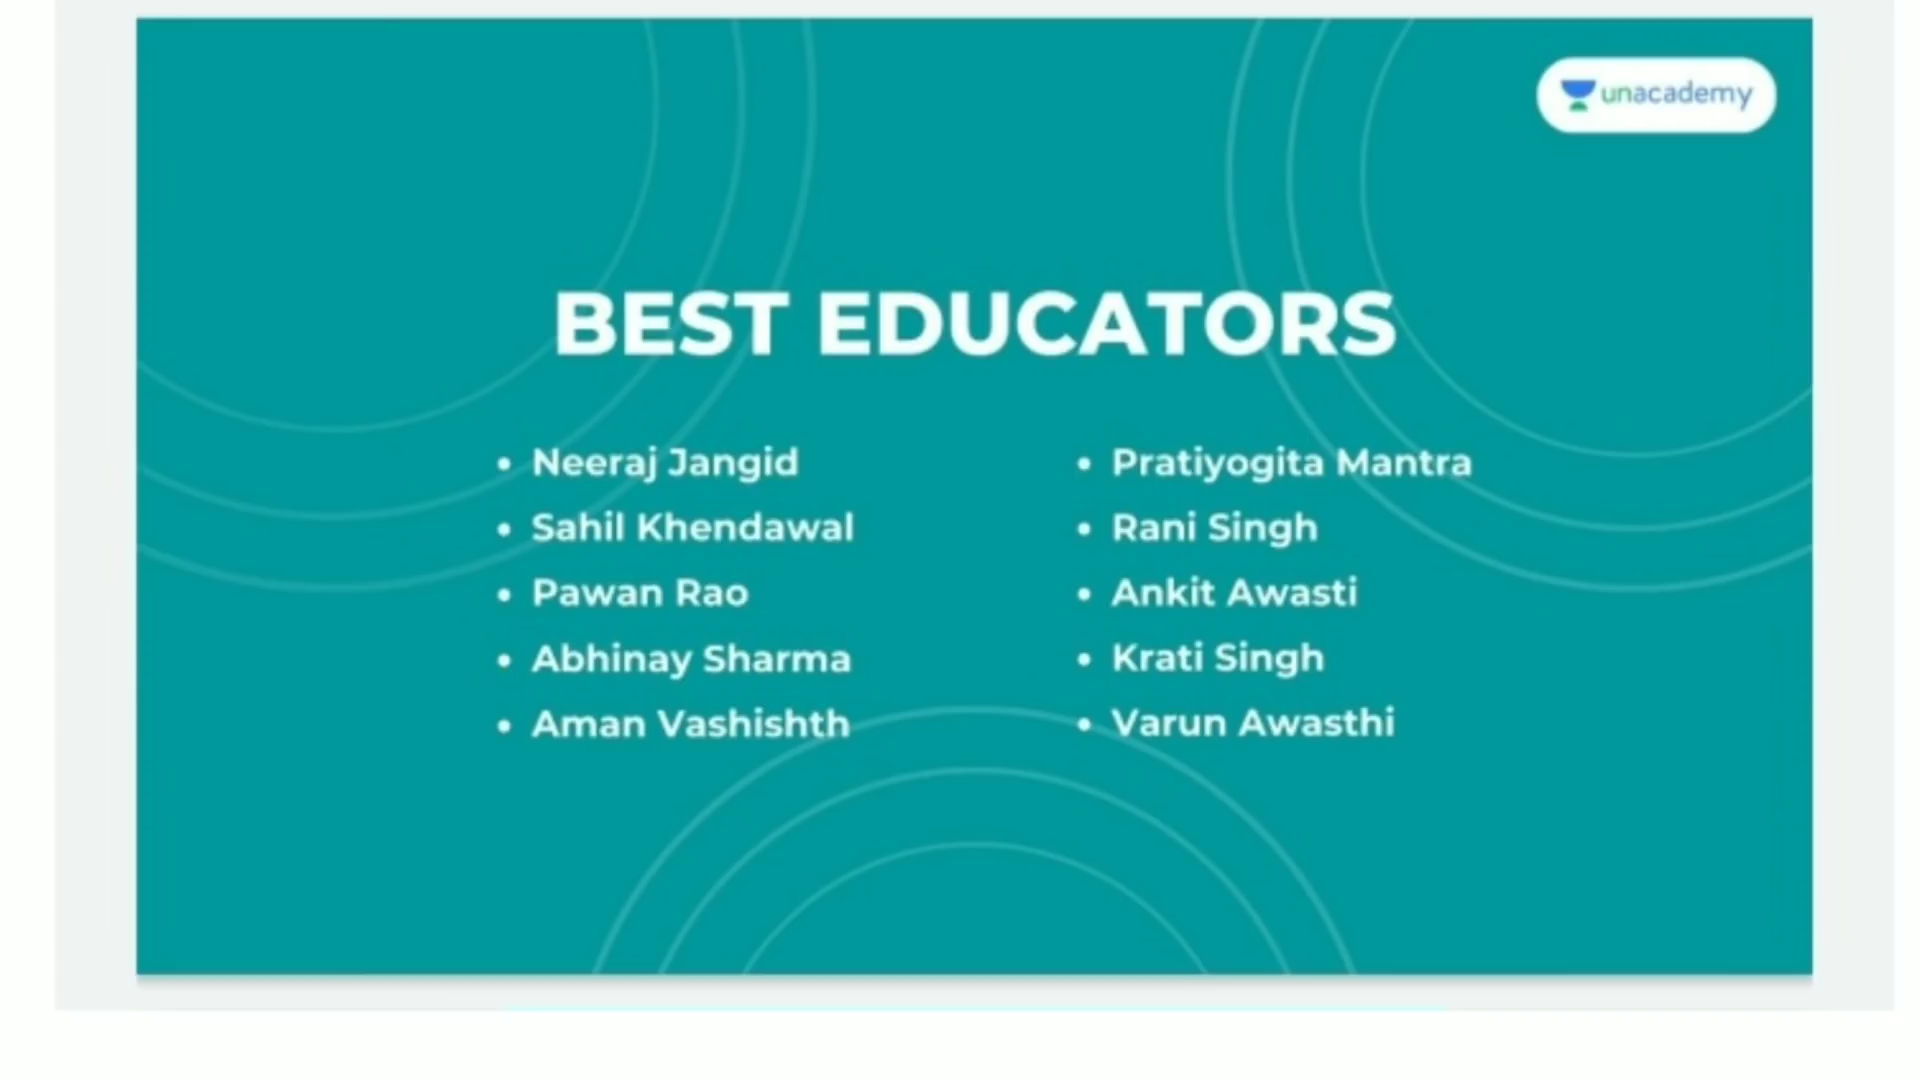 unacademy
BEST EDUCATORS
• Neeraj Jangid
• Sahil Khendawal
• Pawan Rao
• Abhinay Sharma
• Aman Vashishth
• Pratiyogita Mantra
• Rani Singh
• Ankit Awasti
• Krati Singh
• Varun Awasthi